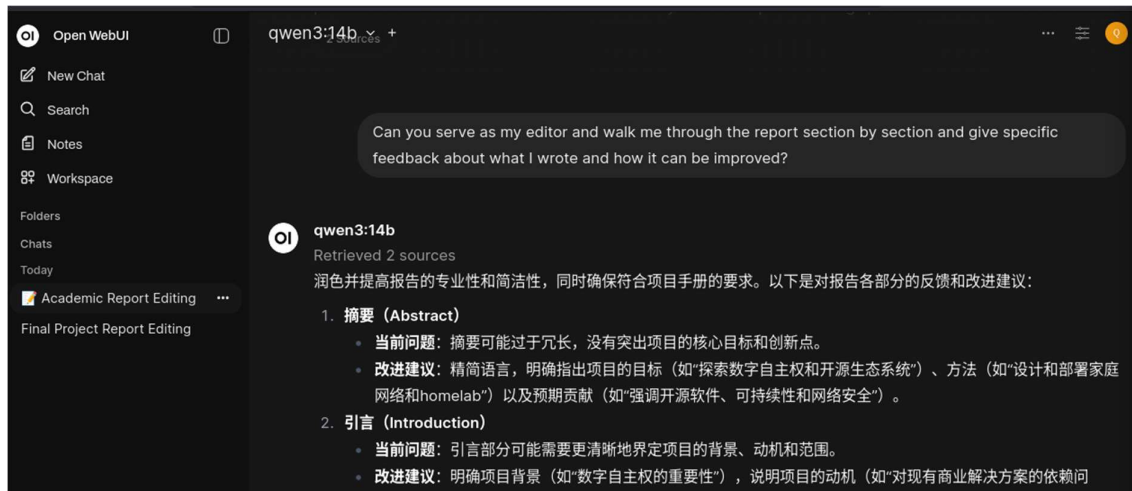 Open WebUI
qwen3:14b
2 Sources
New Chat
Search
Notes
Workspace
Folders
Chats
Today
📝 Academic Report Editing
Final Project Report Editing
Q
Can you serve as my editor and walk me through the report section by section and give specific
feedback about what I wrote and how it can be improved?
OI
qwen3:14b
Retrieved 2 sources
润色并提高报告的专业性和简洁性，同时确保符合项目手册的要求。以下是对报告各部分的反馈和改进建议：
1. 摘要（Abstract）
• 当前问题：摘要可能过于冗长，没有突出项目的核心目标和创新点。
• 改进建议：精简语言，明确指出项目的目标（如“探索数字自主权和开源生态系统”）、方法（如“设计和部署家庭
网络和homelab”）以及预期贡献（如“强调开源软件、可持续性和网络安全”）。
2. 引言（Introduction）
• 当前问题：引言部分可能需要更清晰地界定项目的背景、动机和范围。
• 改进建议：明确项目背景（如“数字自主权的重要性”），说明项目的动机（如“对现有商业解决方案的依赖问